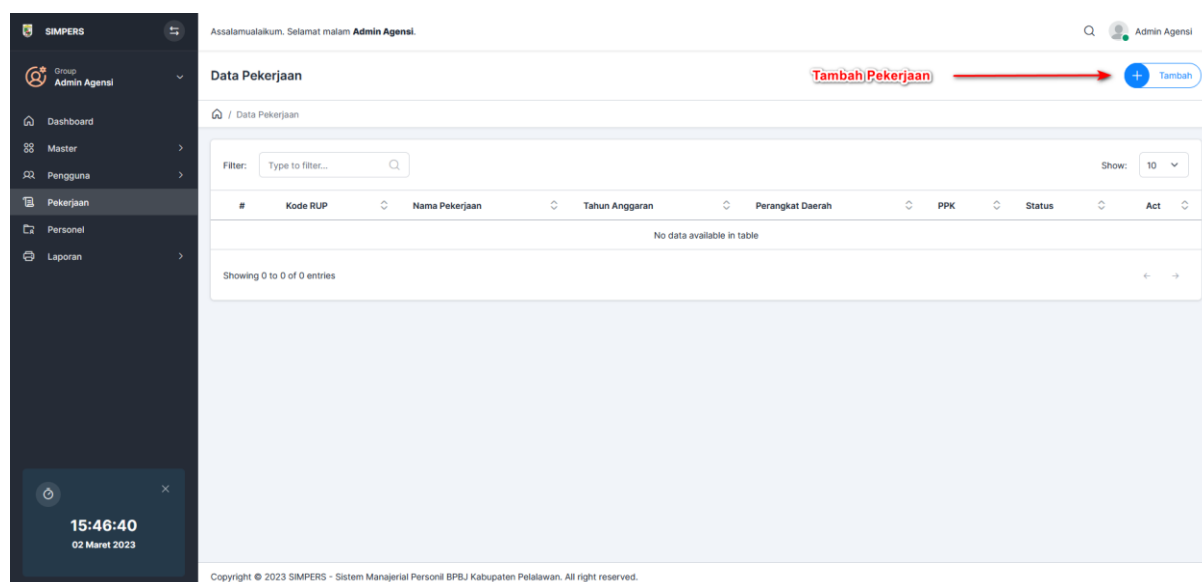 SIMPERS
Assalamualaikum. Selamat malam Admin Agensi.
Admin Agensi
Group
Admin Agensi
Data Pekerjaan
Tambah Pekerjaan
Tambah
/ Data Pekerjaan
Dashboard
Master
Pengguna
Pekerjaan
Personel
Laporan
Filter: Type to filter... Show: 10
# Kode RUP Nama Pekerjaan Tahun Anggaran Perangkat Daerah PPK Status Act
No data available in table
Showing 0 to 0 of 0 entries
15:46:40
02 Maret 2023
Copyright © 2023 SIMPERS - Sistem Manajerial Personil BPBJ Kabupaten Pelalawan. All right reserved.